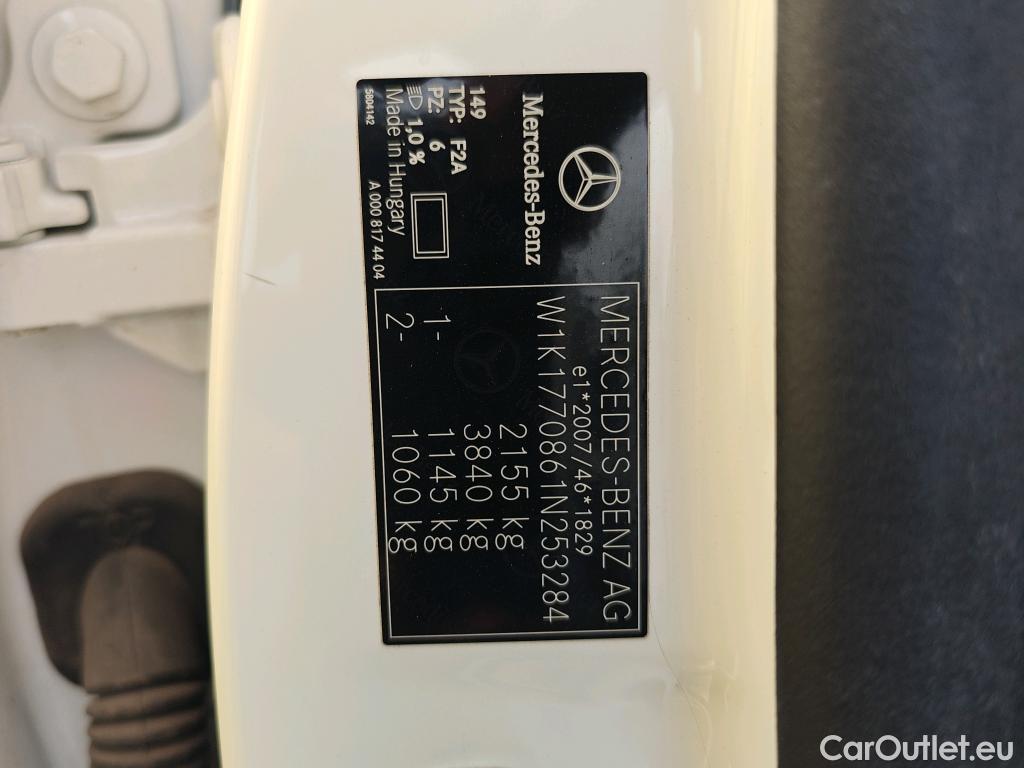 Mercedes-Benz
149
TYP: F2A
PZ: 6
1,0 %
Made in Hungary
5804142
A 000 817 44 04
MERCEDES-BENZ AG
e1*2007/46*1829
W1K1770861N253284
2155 kg
3840 kg
1- 1145 kg
2- 1060 kg
CarOutlet.eu